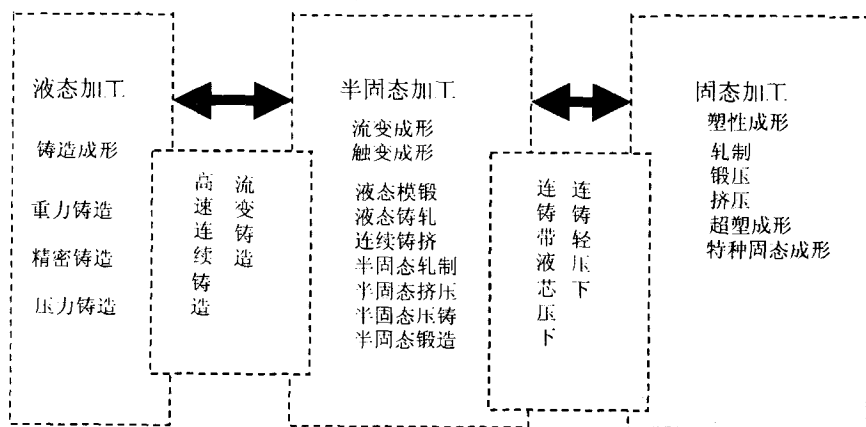 液态加工
铸造成形
重力铸造
精密铸造
压力铸造
高速连续铸造
流变铸造
半固态加工
流变成形
触变成形
液态模锻
液态铸轧
连续铸挤
半固态轧制
半固态挤压
半固态压铸
半固态锻造
连铸带液芯压下
连铸轻压下
固态加工
塑性成形
轧制
锻压
挤压
超塑成形
特种固态成形